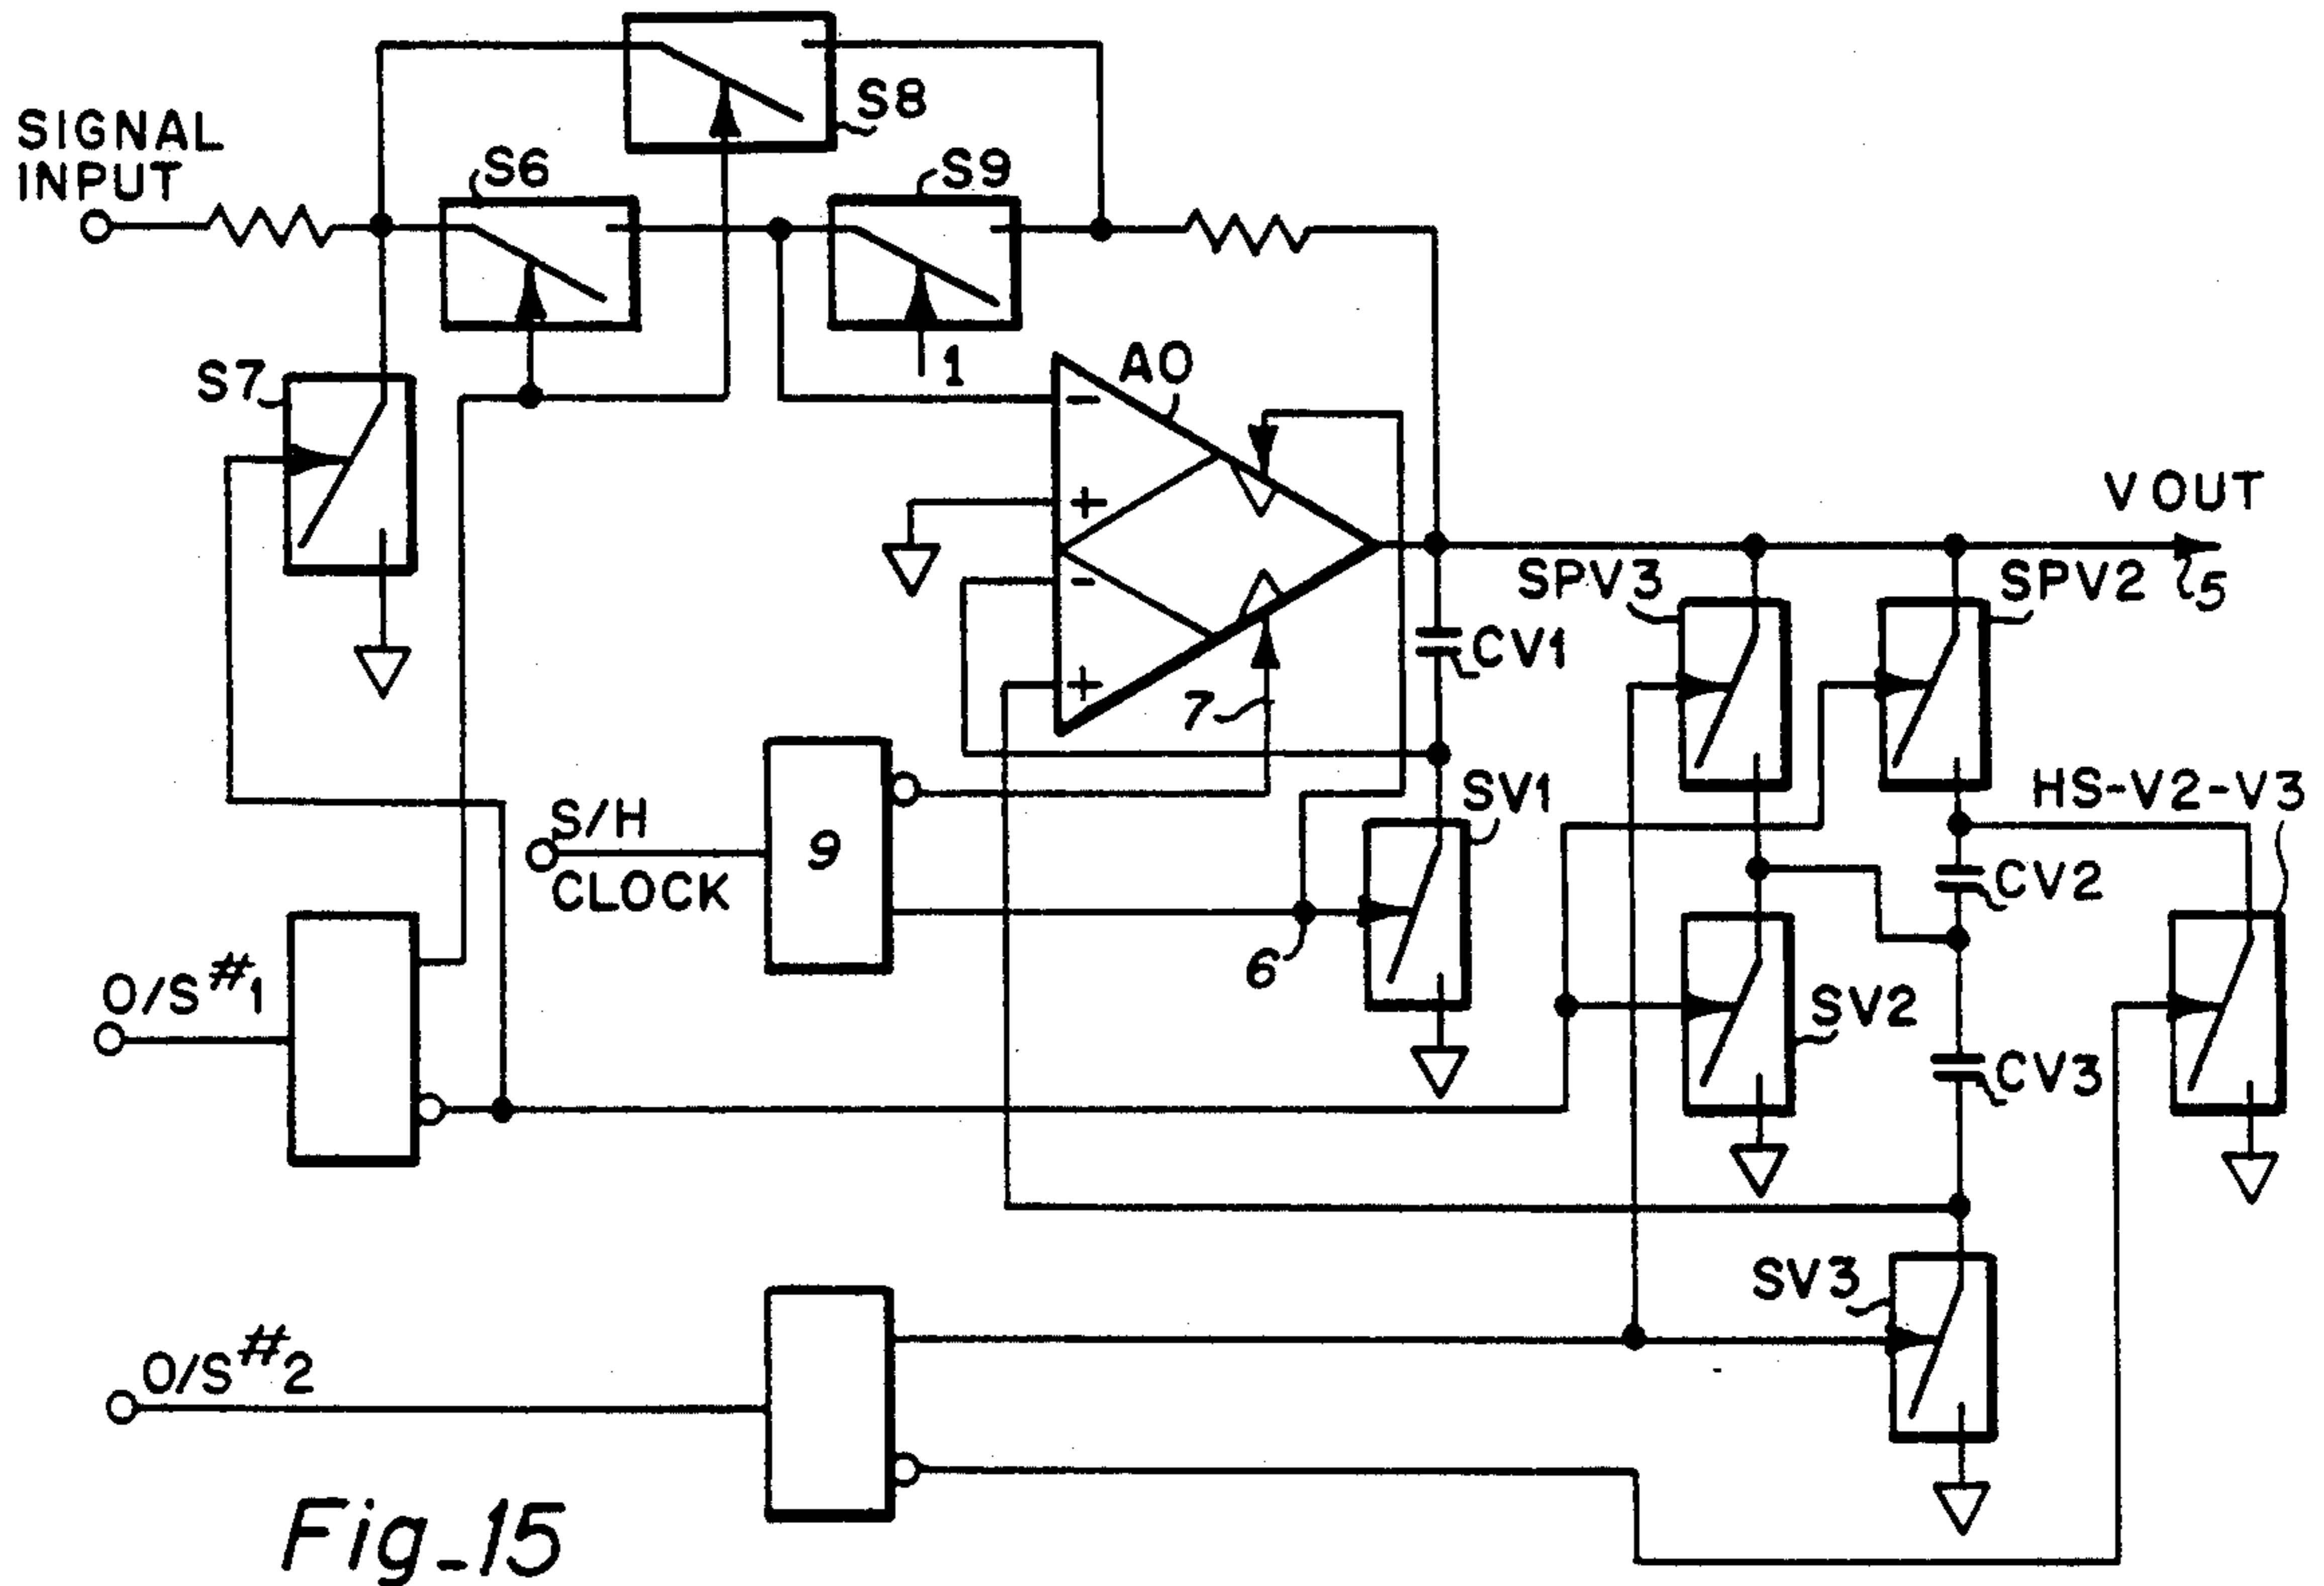 S8
SIGNAL
INPUT
S6
S9
S7
1
AO
-
+
-
+
V OUT
SPV3
SPV2
5
CV1
7
SV1
HS-V2-V3
S/H
CLOCK
9
CV2
6
O/S#1
SV2
CV3
SV3
O/S#2
Fig_15